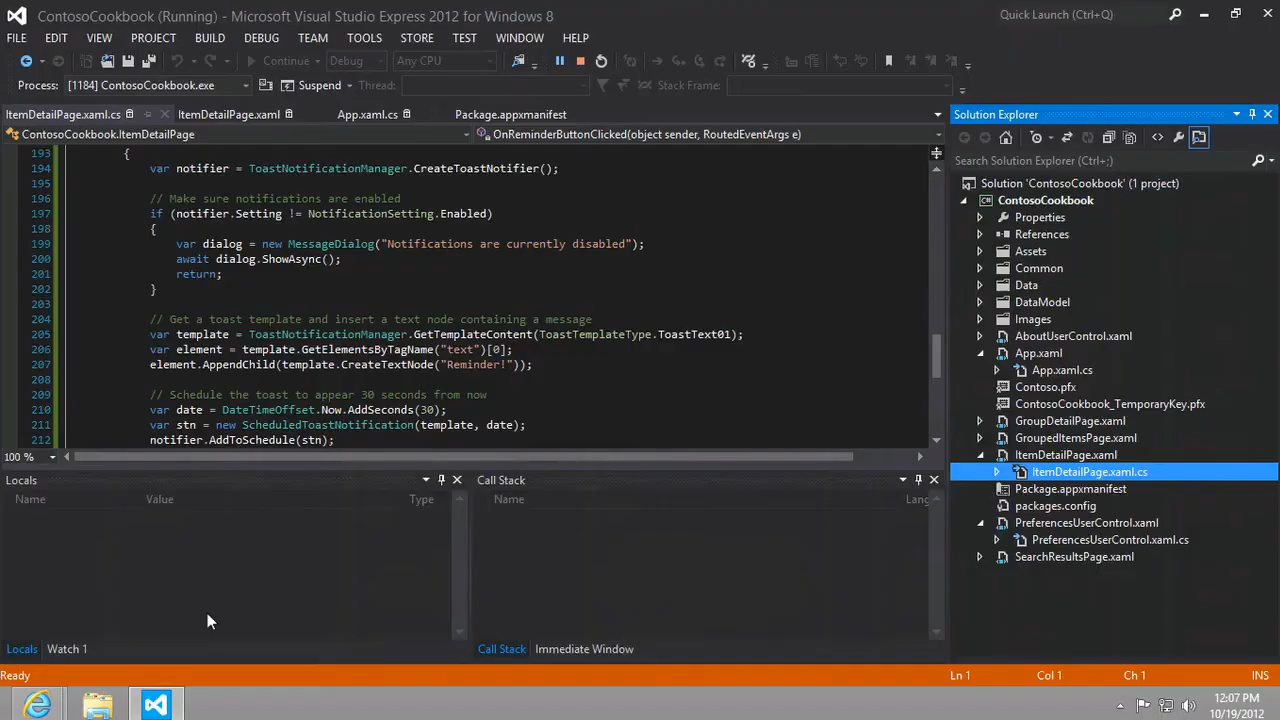 ContosoCookbook (Running) - Microsoft Visual Studio Express 2012 for Windows 8
Quick Launch (Ctrl+Q)
FILE EDIT VIEW PROJECT BUILD DEBUG TEAM TOOLS STORE TEST WINDOW HELP
Continue Debug Any CPU
Process: [1184] ContosoCookbook.exe Suspend Thread: Stack Frame:
ItemDetailPage.xaml.cs ItemDetailPage.xaml App.xaml.cs Package.appxmanifest
ContosoCookbook.ItemDetailPage OnReminderButtonClicked(object sender, RoutedEventArgs e)
193 {
194 var notifier = ToastNotificationManager.CreateToastNotifier();
195
196 // Make sure notifications are enabled
197 if (notifier.Setting != NotificationSetting.Enabled)
198 {
199 var dialog = new MessageDialog("Notifications are currently disabled");
200 await dialog.ShowAsync();
201 return;
202 }
203
204 // Get a toast template and insert a text node containing a message
205 var template = ToastNotificationManager.GetTemplateContent(ToastTemplateType.ToastText01);
206 var element = template.GetElementsByTagName("text")[0];
207 element.AppendChild(template.CreateTextNode("Reminder!"));
208
209 // Schedule the toast to appear 30 seconds from now
210 var date = DateTimeOffset.Now.AddSeconds(30);
211 var stn = new ScheduledToastNotification(template, date);
212 notifier.AddToSchedule(stn);
100 %
Locals
Name Value Type
Call Stack
Name Lang
Locals Watch 1
Call Stack Immediate Window
Solution Explorer
Search Solution Explorer (Ctrl+;)
Solution 'ContosoCookbook' (1 project)
C# ContosoCookbook
Properties
References
Assets
Common
Data
DataModel
Images
AboutUserControl.xaml
App.xaml
App.xaml.cs
Contoso.pfx
ContosoCookbook_TemporaryKey.pfx
GroupDetailPage.xaml
GroupedItemsPage.xaml
ItemDetailPage.xaml
ItemDetailPage.xaml.cs
Package.appxmanifest
packages.config
PreferencesUserControl.xaml
PreferencesUserControl.xaml.cs
SearchResultsPage.xaml
Ready Ln 1 Col 1 Ch 1 INS
12:07 PM
10/19/2012